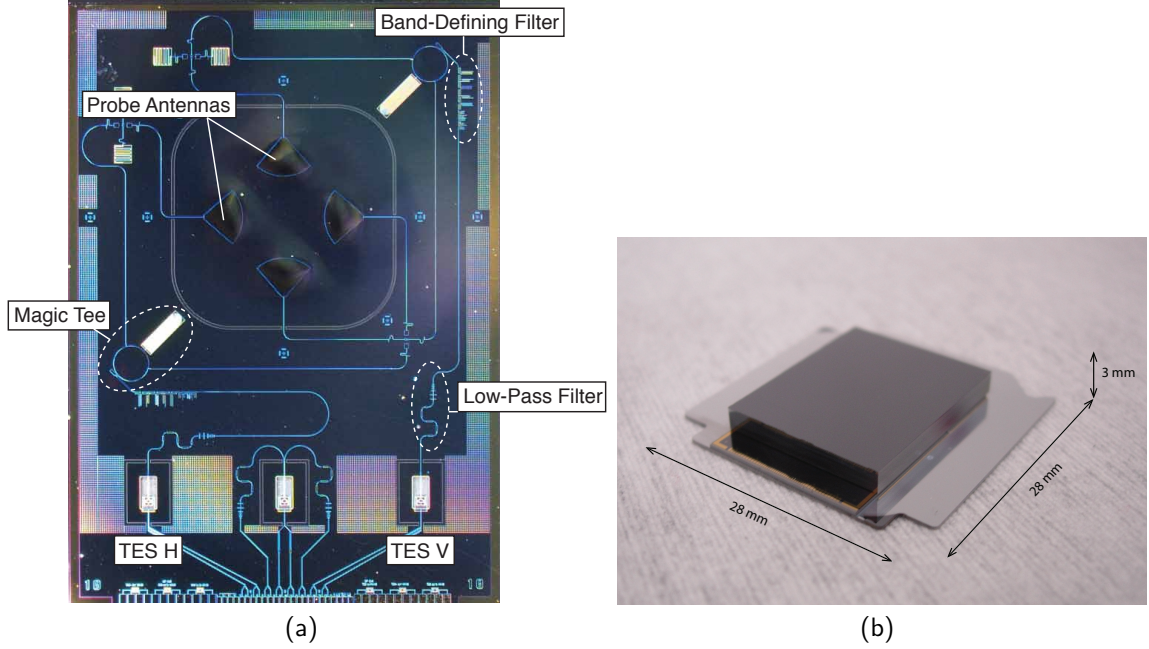 Band-Defining Filter
Probe Antennas
Magic Tee
Low-Pass Filter
TES H
TES V
3 mm
28 mm
28 mm
(a)
(b)